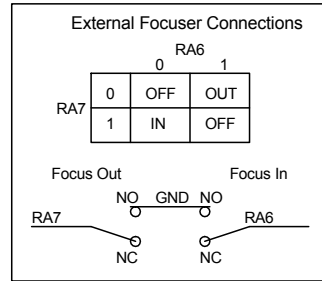 External Focuser Connections
RA6
0 1
RA7
0 OFF OUT
1 IN OFF
Focus Out Focus In
NO GND NO
RA7 RA6
NC NC